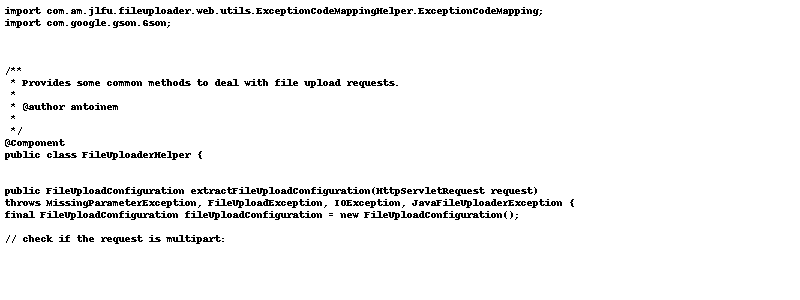 import com.am.jlfu.fileuploader.web.utils.ExceptionCodeMappingHelper.ExceptionCodeMapping;
import com.google.gson.Gson;
/**
 * Provides some common methods to deal with file upload requests.
 *
 * @author antoinem
 *
 */
@Component
public class FileUploaderHelper {
public FileUploadConfiguration extractFileUploadConfiguration(HttpServletRequest request)
throws MissingParameterException, FileUploadException, IOException, JavaFileUploaderException {
final FileUploadConfiguration fileUploadConfiguration = new FileUploadConfiguration();
// check if the request is multipart: